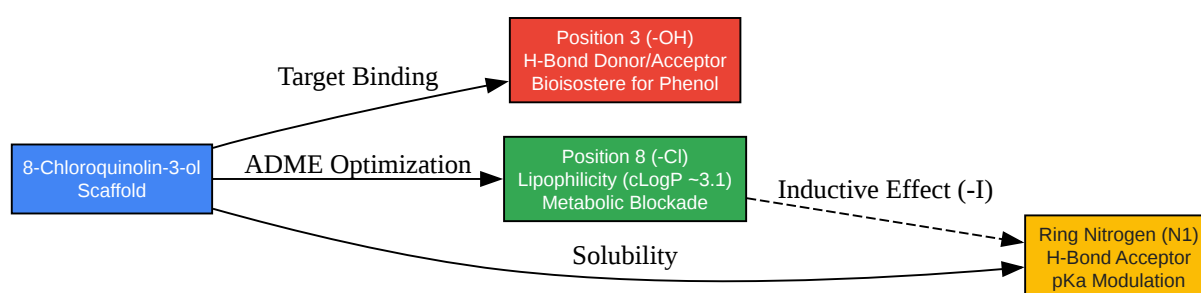 8-Chloroquinolin-3-ol
Scaffold
Target Binding
Position 3 (-OH)
H-Bond Donor/Acceptor
Bioisostere for Phenol
ADME Optimization
Position 8 (-Cl)
Lipophilicity (cLogP ~3.1)
Metabolic Blockade
Inductive Effect (-I)
Solubility
Ring Nitrogen (N1)
H-Bond Acceptor
pKa Modulation